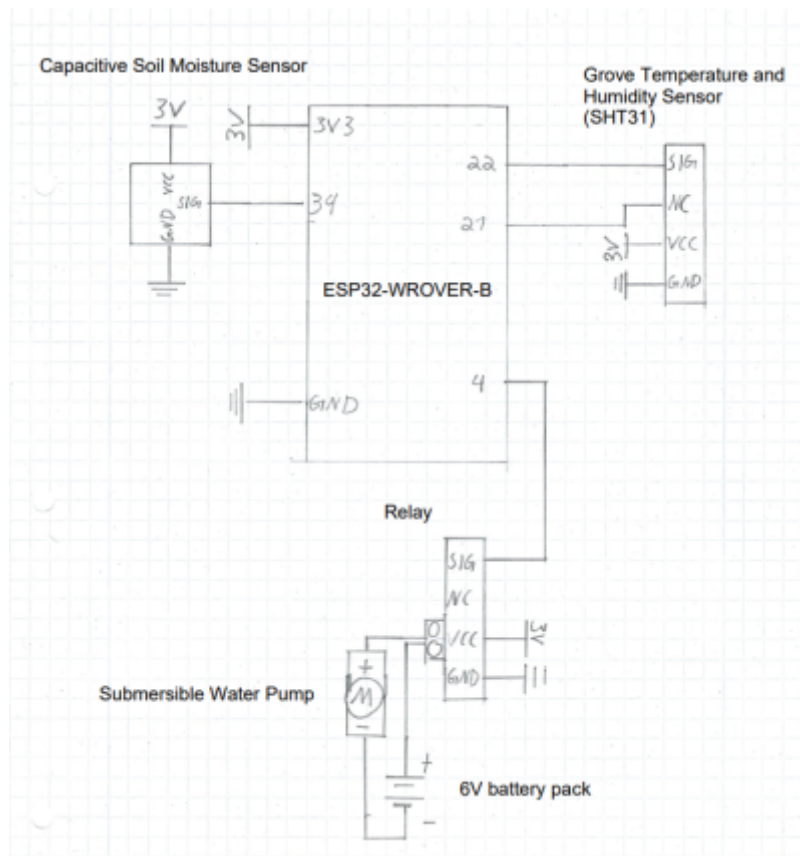 Capacitive Soil Moisture Sensor
Grove Temperature and
Humidity Sensor
(SHT31)
3V
3V
3V3
VCC
SIG
GND
34
22
SIG
21
NC
3V
VCC
GND
ESP32-WROVER-B
4
GND
Relay
SIG
NC
VCC
3V
GND
Submersible Water Pump
+
M
-
+
6V battery pack
-